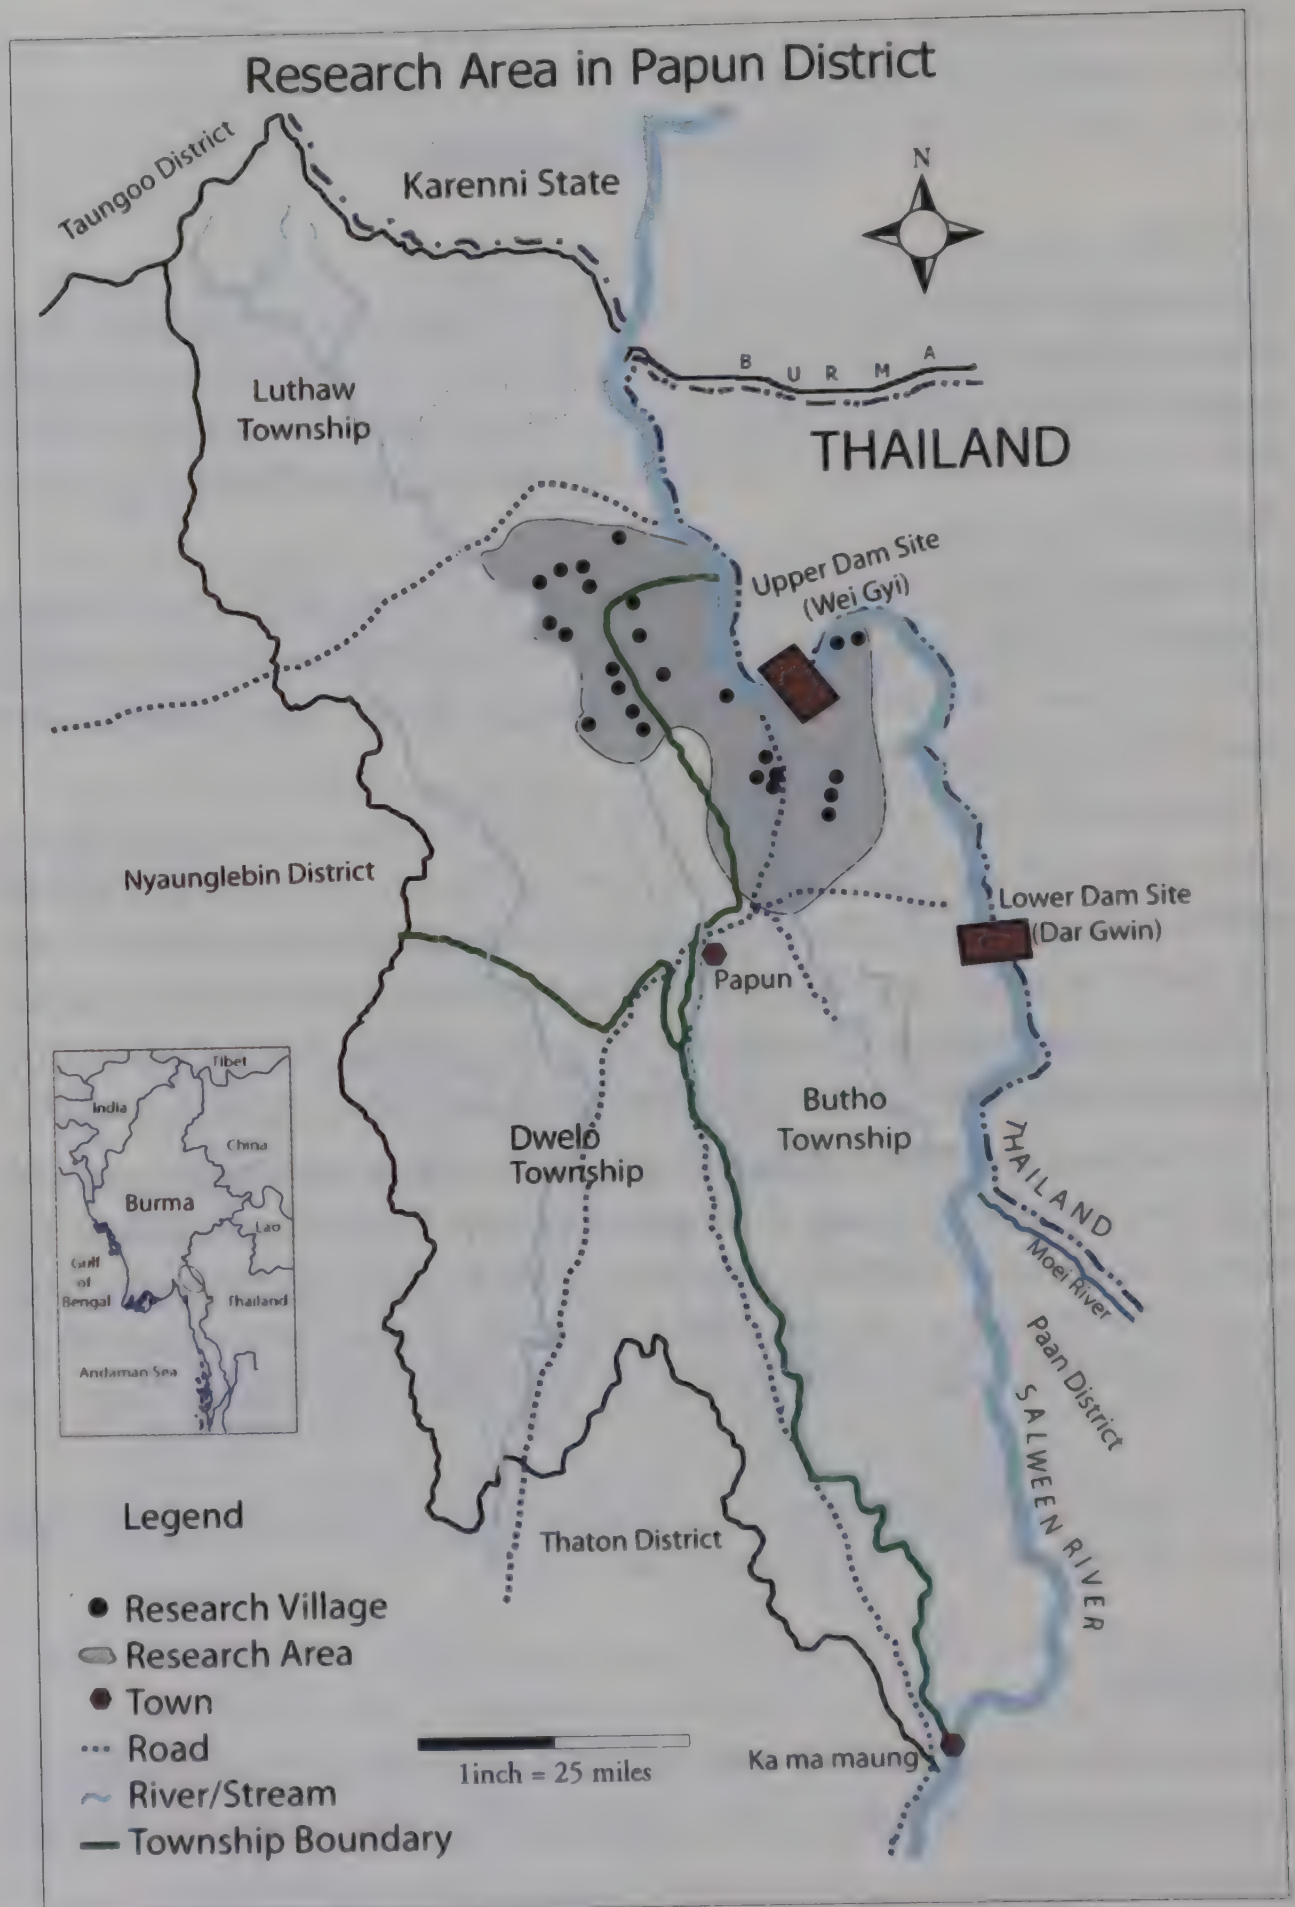 Research Area in Papun District
Taungoo District
Karenni State
N
BURMA
THAILAND
Luthaw
Township
Upper Dam Site
(Wei Gyi)
Nyaunglebin District
Lower Dam Site
(Dar Gwin)
Papun
Butho
Township
Dwelo
Township
THAILAND
Moei River
Paan District
SALWEEN RIVER
Tibet
India
China
Burma
Lao
Gulf
of
Bengal
Thailand
Andaman Sea
Legend
Thaton District
Research Village
Research Area
Town
Road
River/Stream
Township Boundary
1inch = 25 miles
Ka ma maung